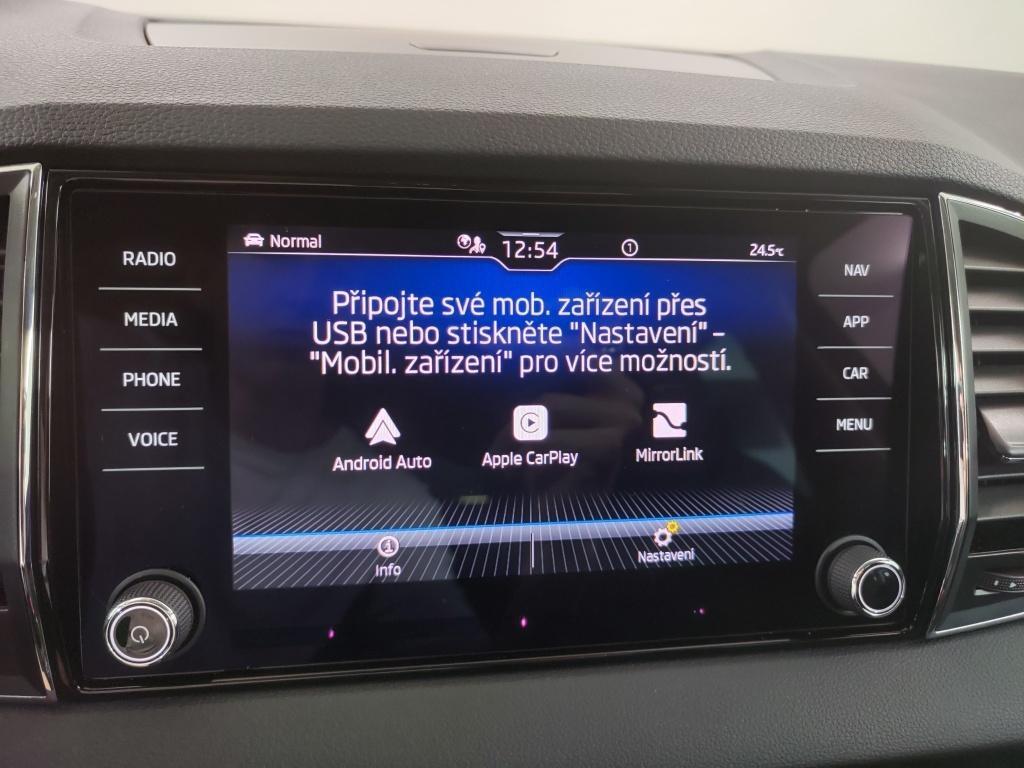 Normal
12:54
1
24.5°C
RADIO
MEDIA
PHONE
VOICE
Připojte své mob. zařízení přes
USB nebo stiskněte "Nastavení" –
"Mobil. zařízení" pro více možností.
Android Auto
Apple CarPlay
MirrorLink
Info
Nastavení
NAV
APP
CAR
MENU